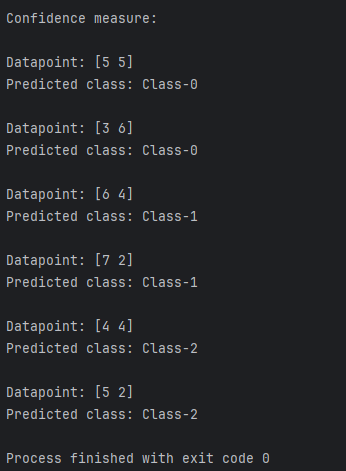 Confidence measure:
Datapoint: [5 5]
Predicted class: Class-0
Datapoint: [3 6]
Predicted class: Class-0
Datapoint: [6 4]
Predicted class: Class-1
Datapoint: [7 2]
Predicted class: Class-1
Datapoint: [4 4]
Predicted class: Class-2
Datapoint: [5 2]
Predicted class: Class-2
Process finished with exit code 0